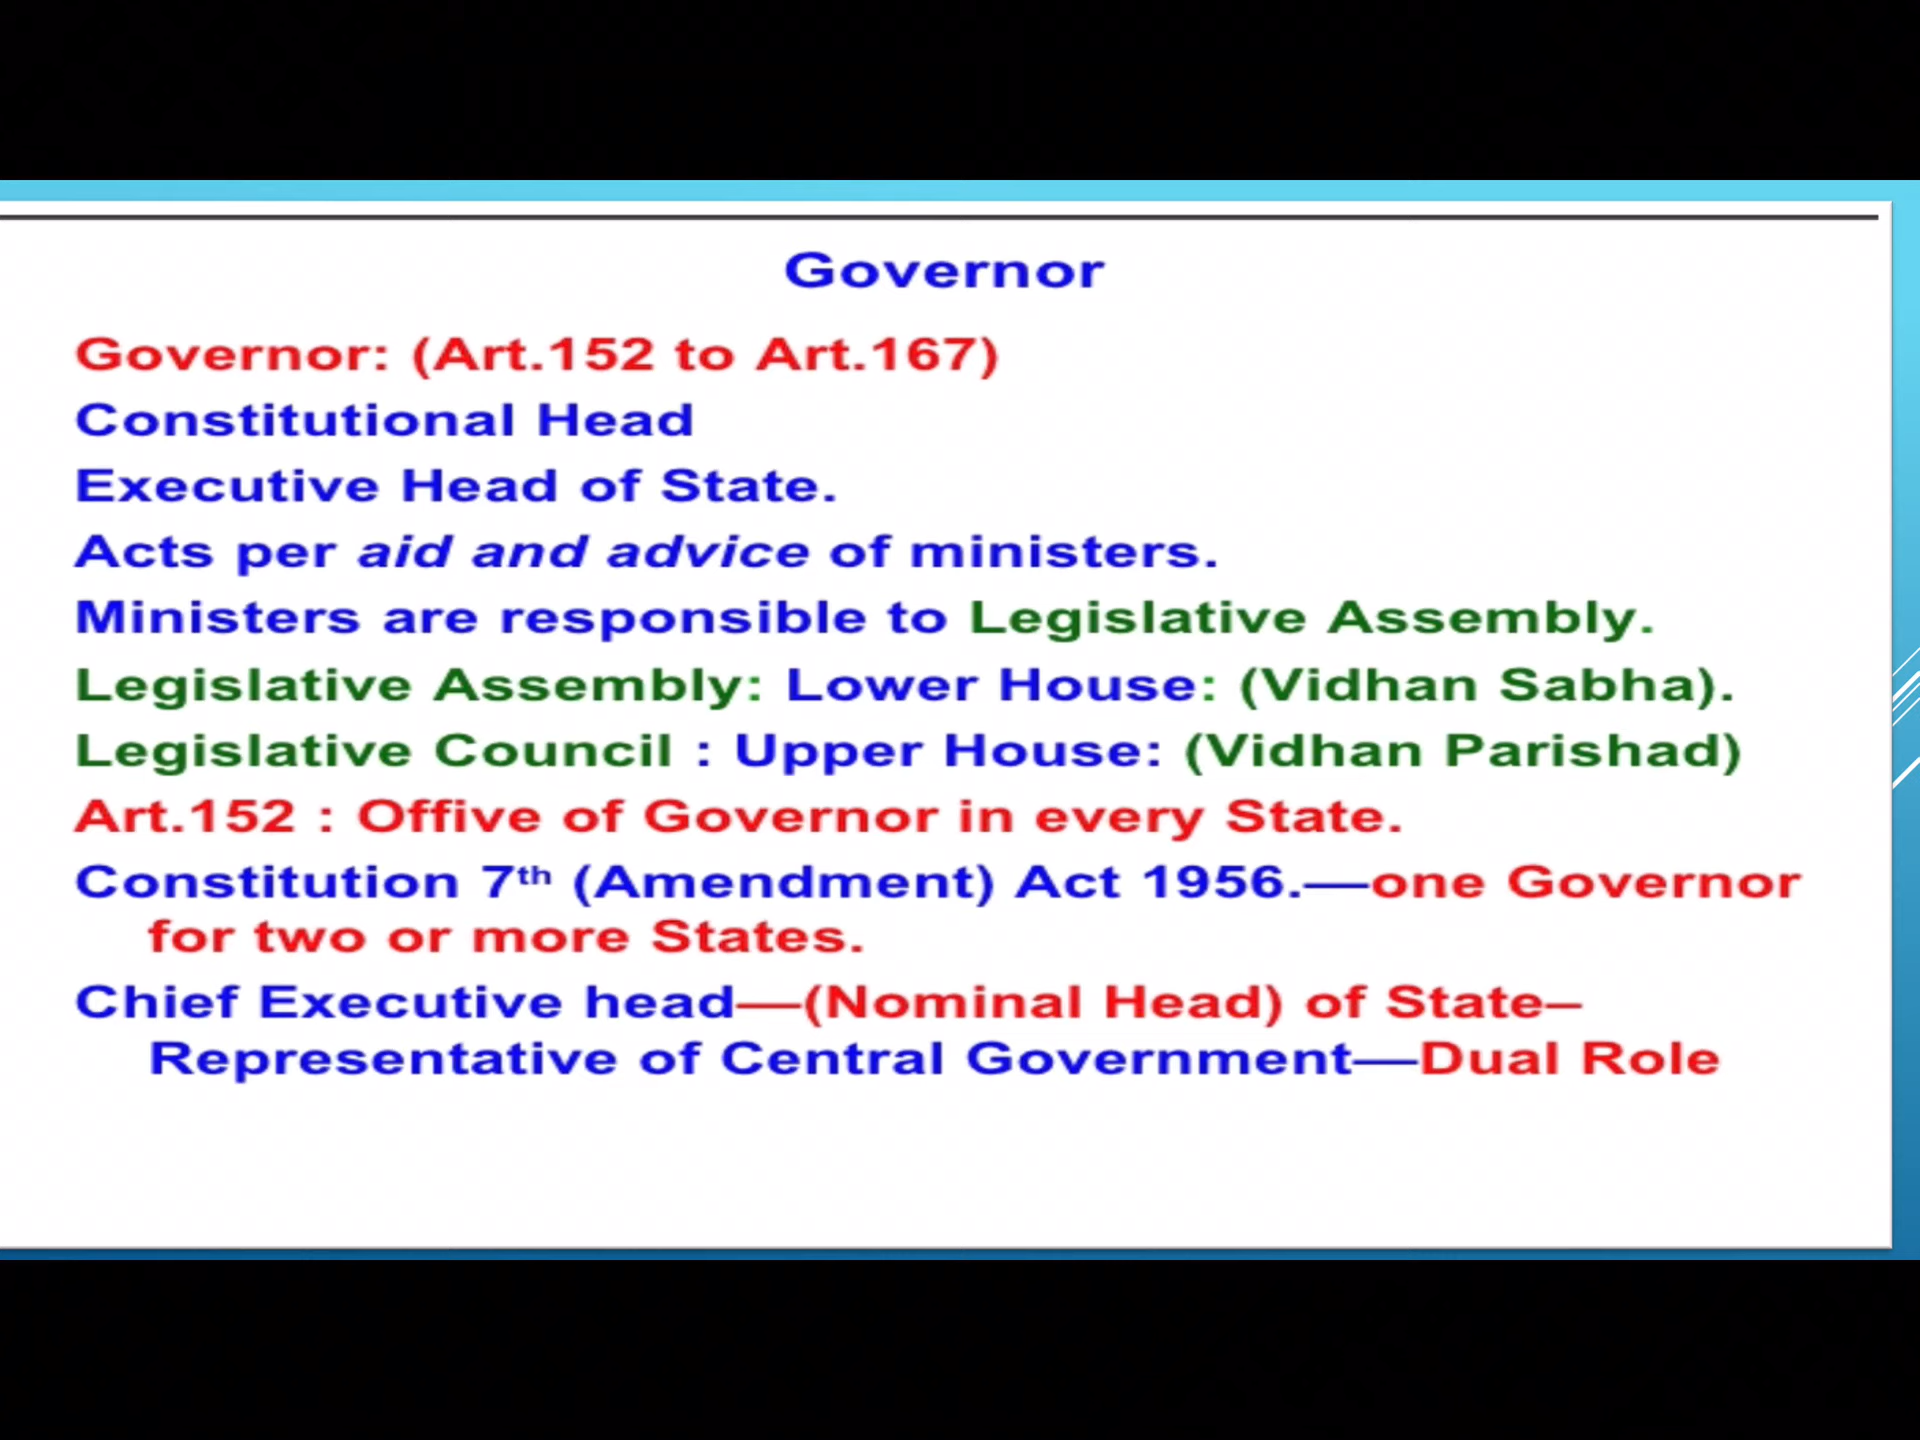 Governor
Governor: (Art.152 to Art.167)
Constitutional Head
Executive Head of State.
Acts per aid and advice of ministers.
Ministers are responsible to Legislative Assembly.
Legislative Assembly: Lower House: (Vidhan Sabha).
Legislative Council : Upper House: (Vidhan Parishad)
Art.152 : Offive of Governor in every State.
Constitution 7th (Amendment) Act 1956.—one Governor
for two or more States.
Chief Executive head—(Nominal Head) of State–
Representative of Central Government—Dual Role